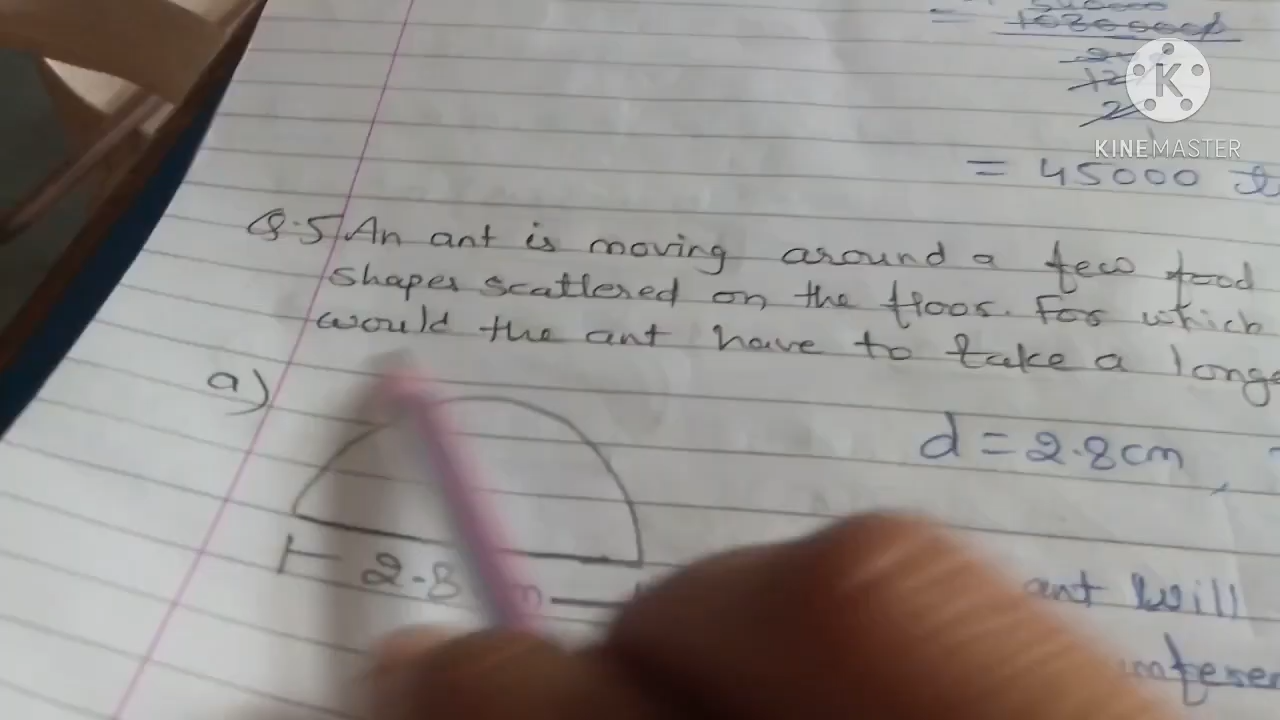 = 45000 l
KINEMASTER
Q.5 An ant is moving around a few food
shapes scattered on the floor. For which
would the ant have to take a longe
a)
d = 2.8cm,
2.8
ant will